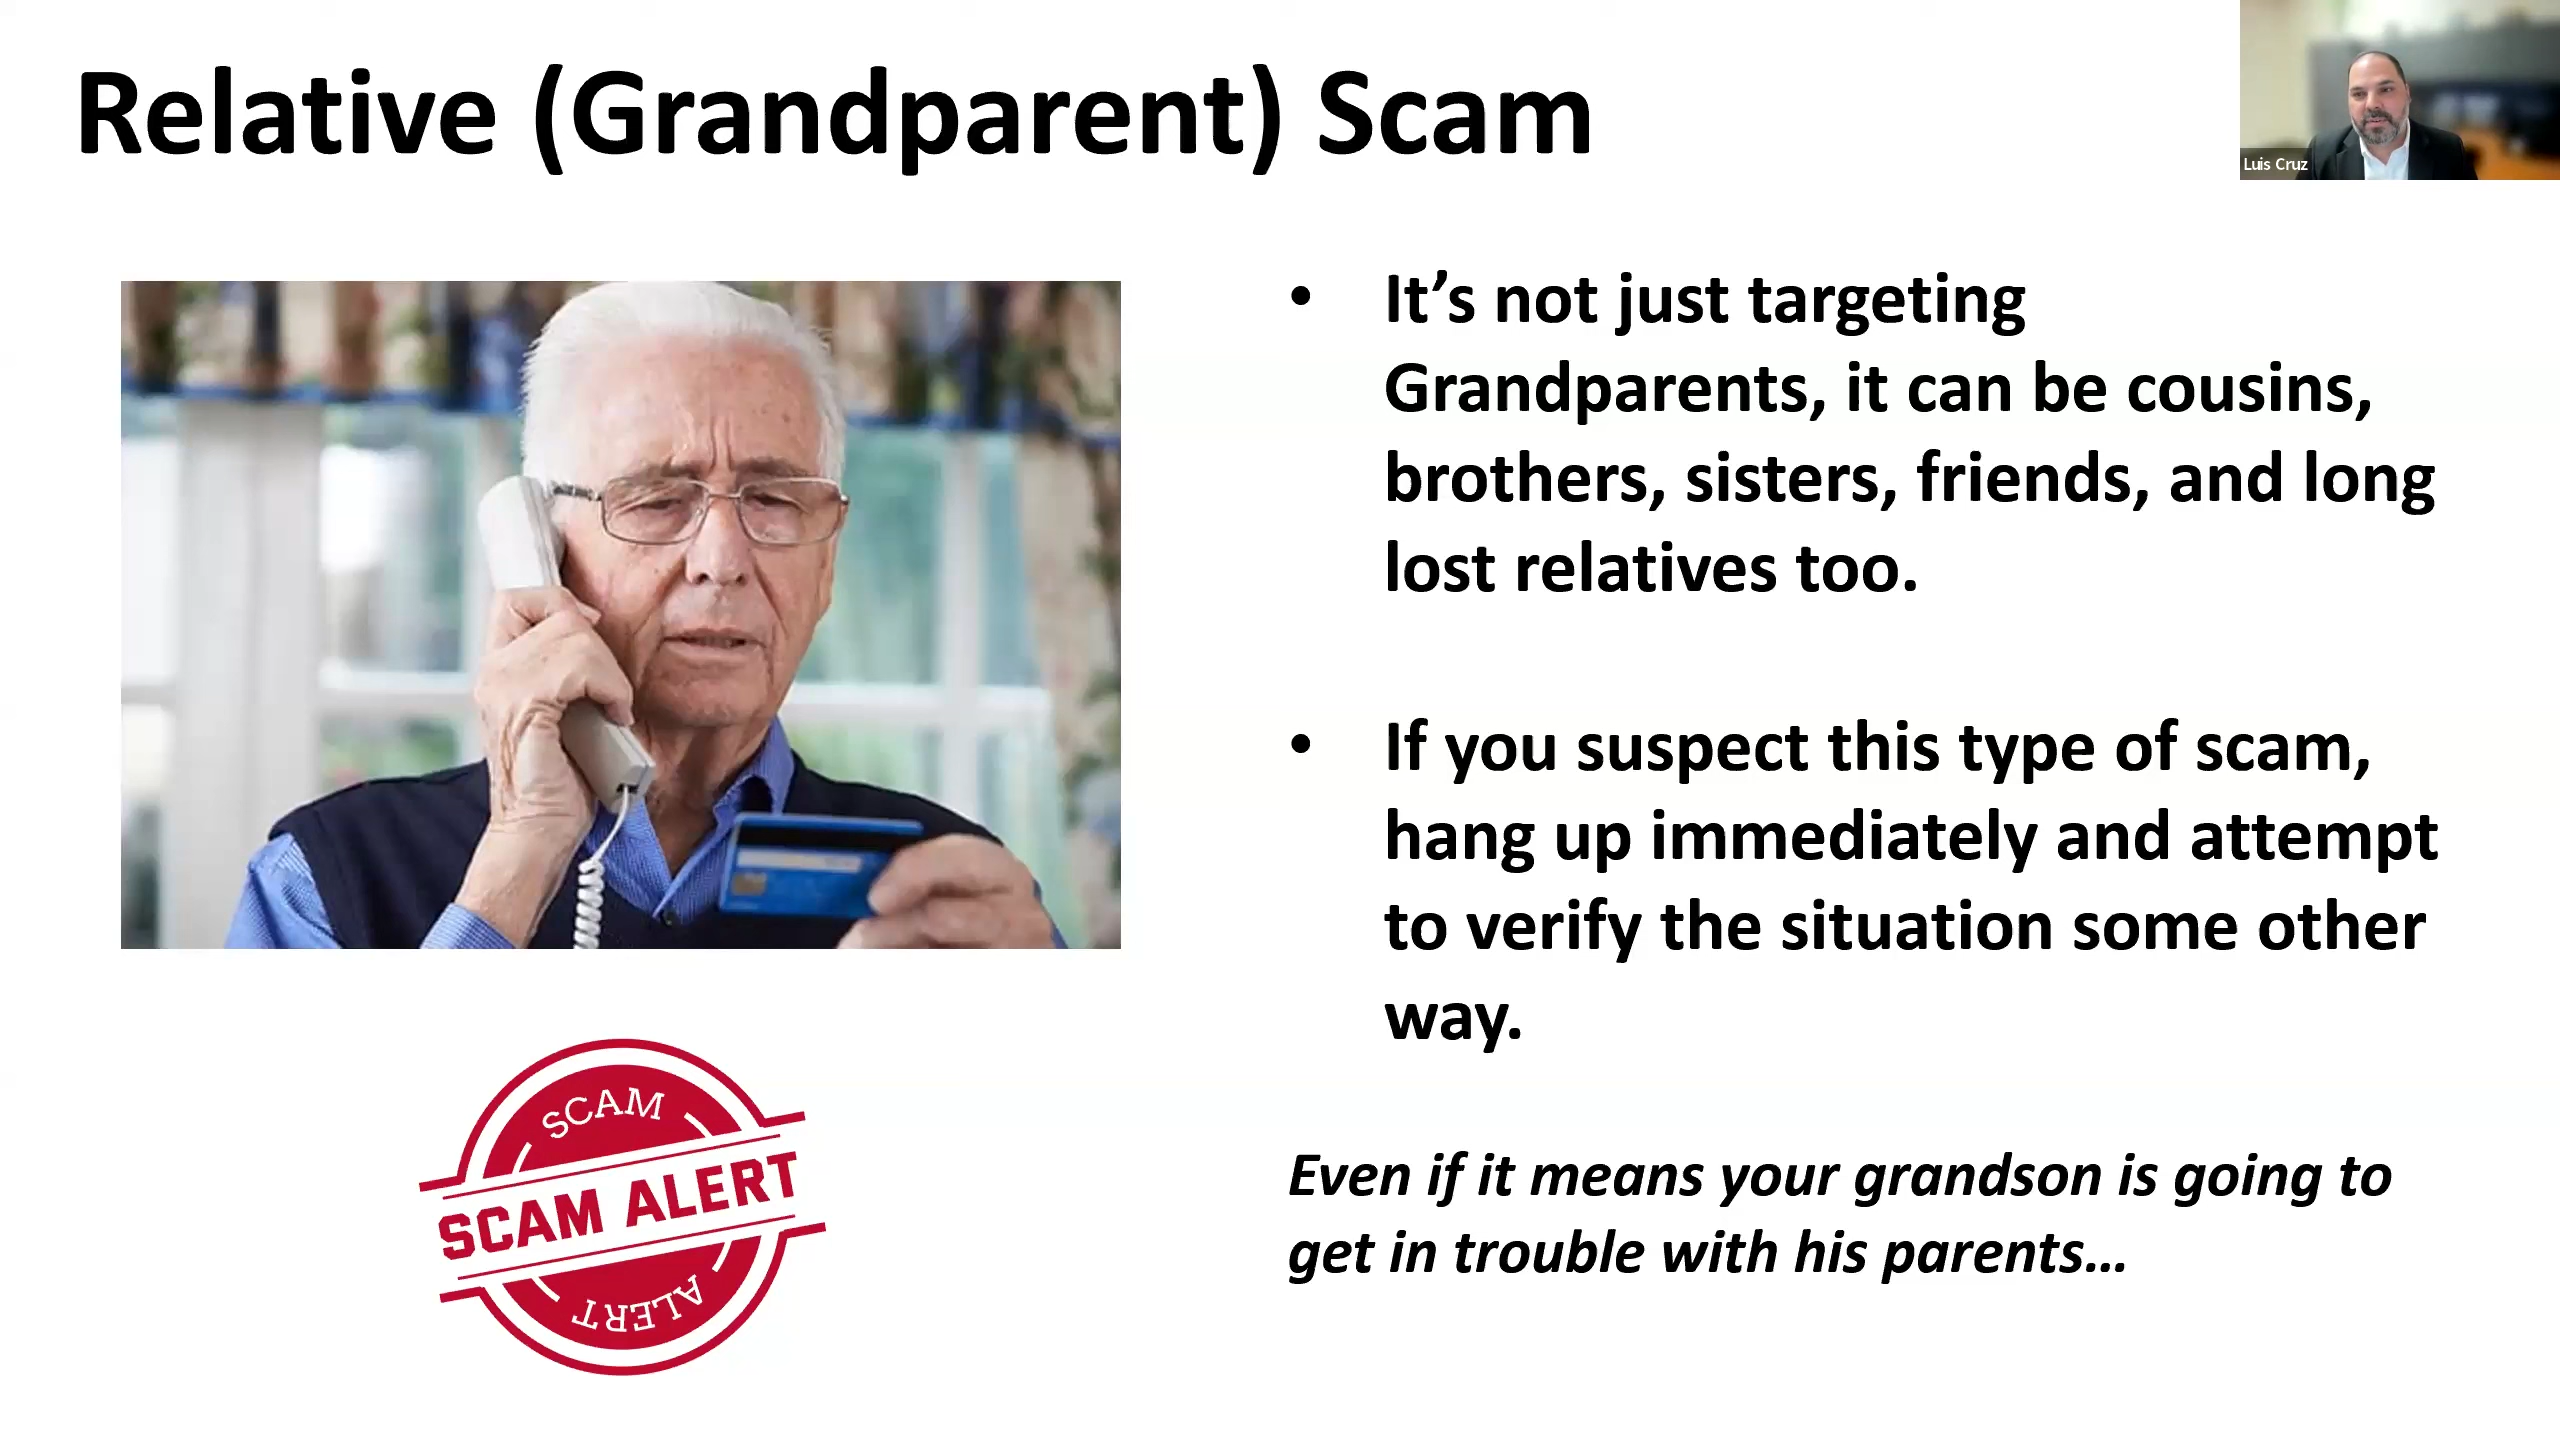 Relative (Grandparent) Scam
Luis Cruz
• It’s not just targeting
Grandparents, it can be cousins,
brothers, sisters, friends, and long
lost relatives too.
• If you suspect this type of scam,
hang up immediately and attempt
to verify the situation some other
way.
Even if it means your grandson is going to
get in trouble with his parents…
SCAM
SCAM ALERT
ALERT